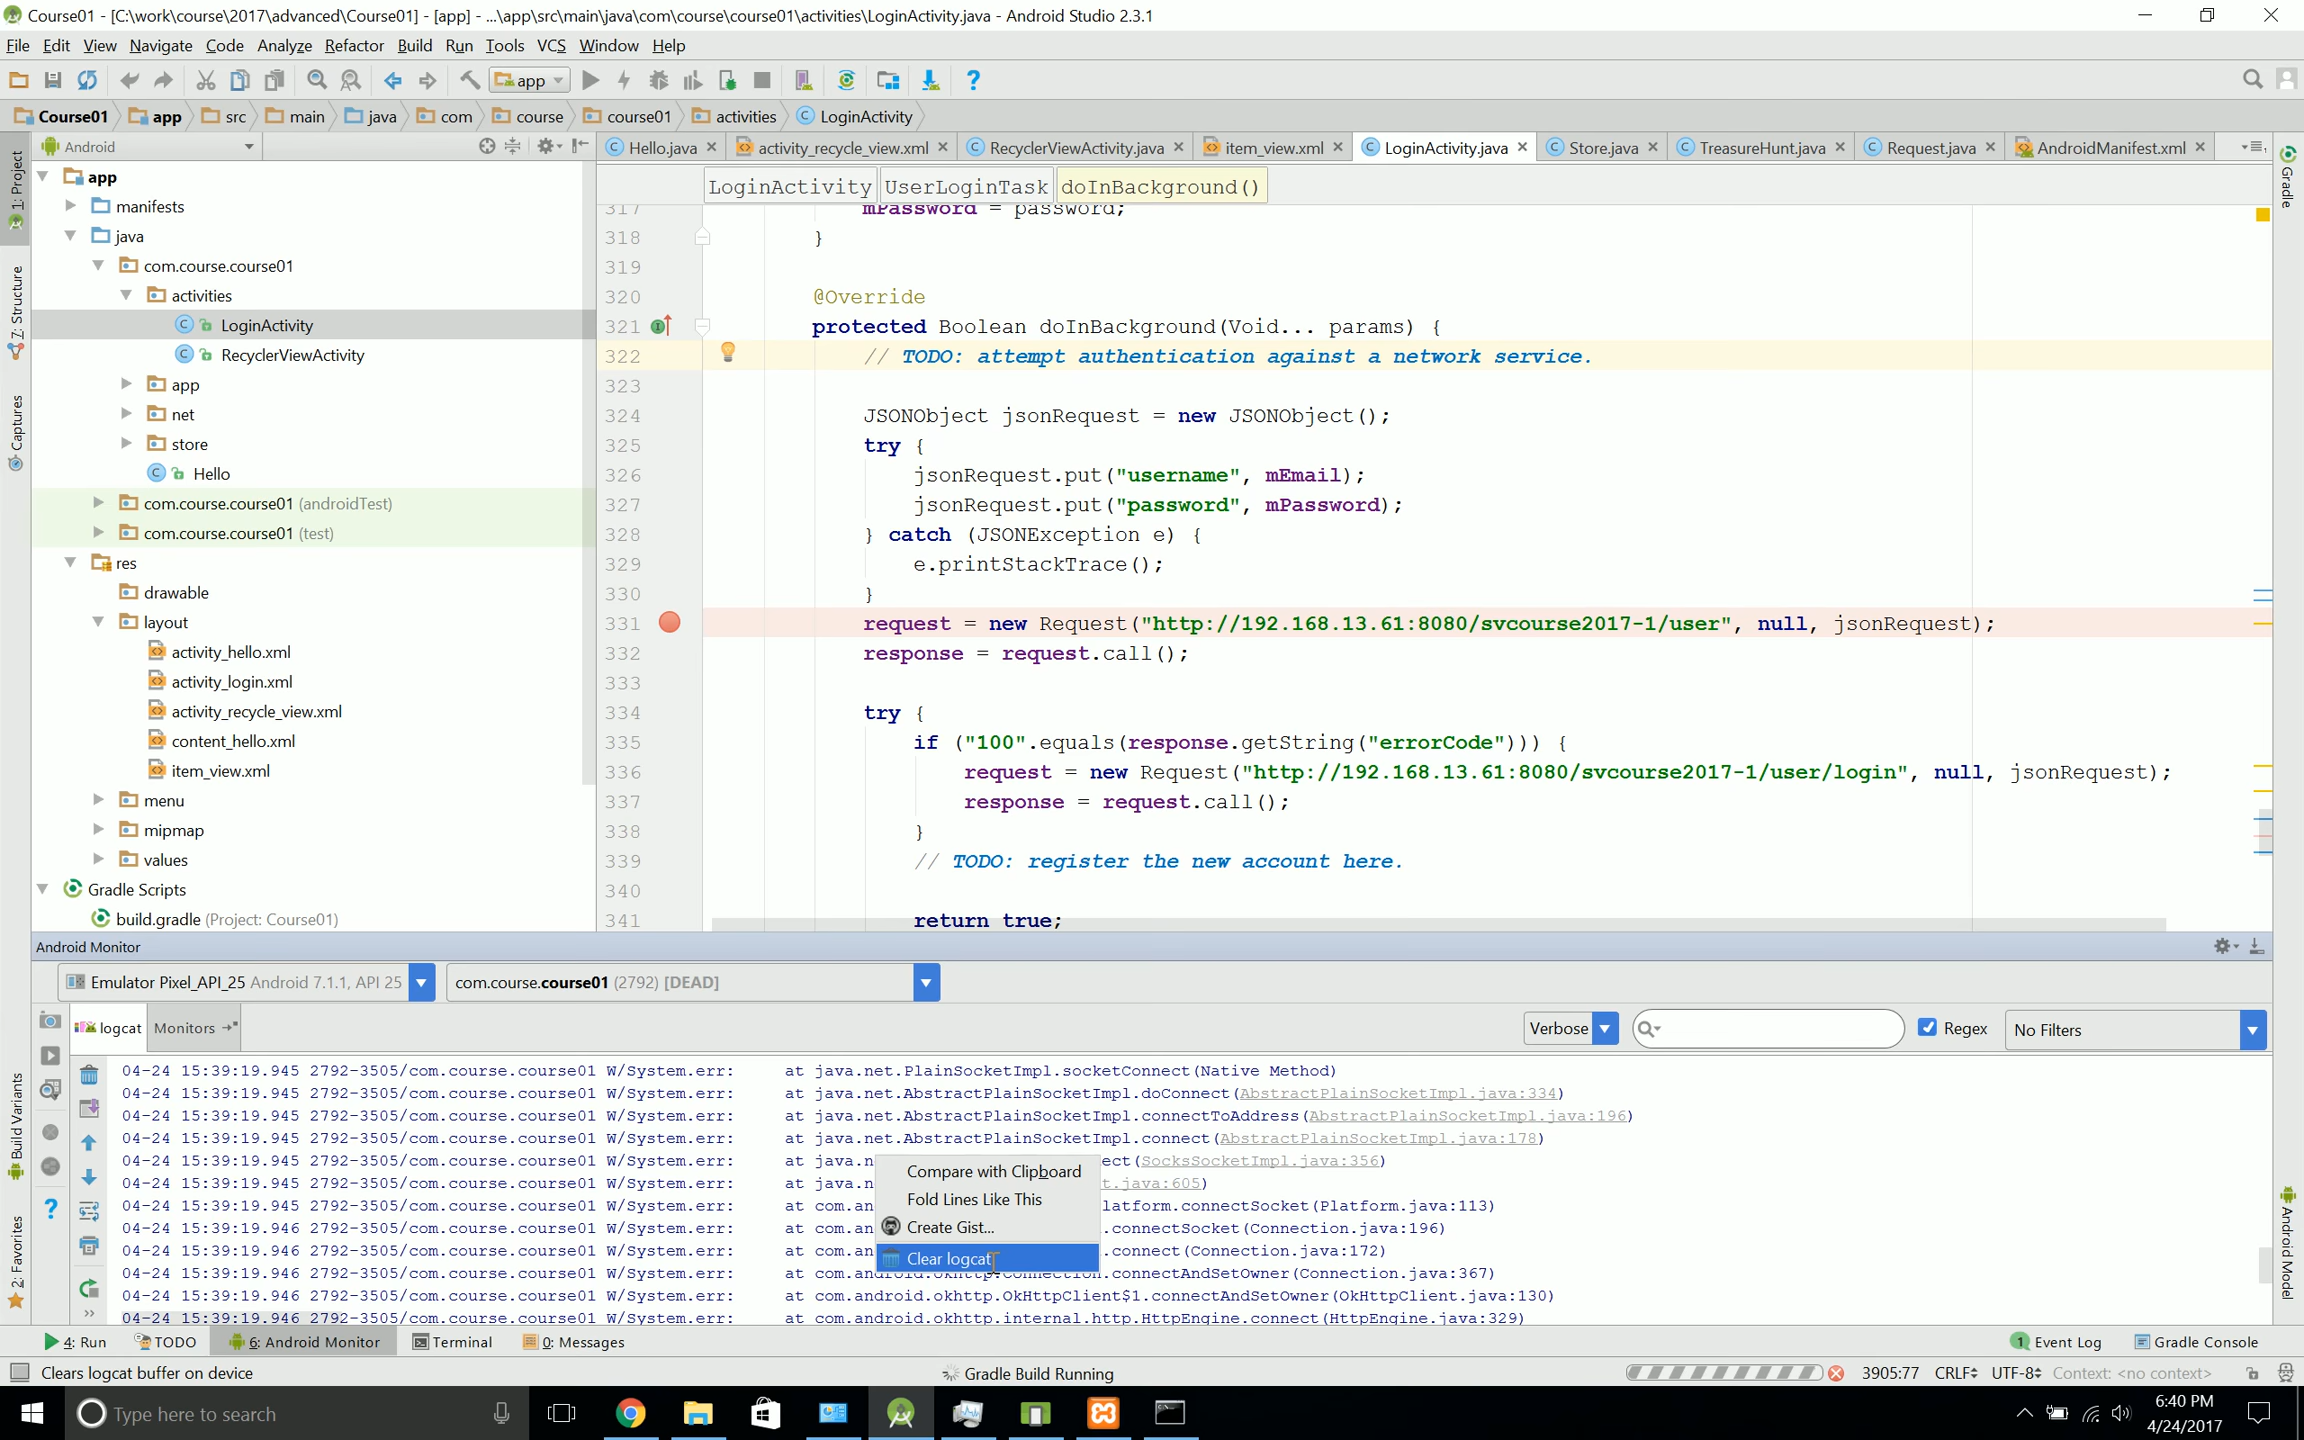 Course01 - [C:\work\course\2017\advanced\Course01] - [app] - ...\app\src\main\java\com\course\course01\activities\LoginActivity.java - Android Studio 2.3.1
File Edit View Navigate Code Analyze Refactor Build Run Tools VCS Window Help
app
Course01 app src main java com course course01 activities LoginActivity
Android
Hello.java activity_recycle_view.xml RecyclerViewActivity.java item_view.xml LoginActivity.java Store.java TreasureHunt.java Request.java AndroidManifest.xml
LoginActivity UserLoginTask doInBackground()
1: Project
7: Structure
Captures
Build Variants
2: Favorites
Gradle
Android Model
app
manifests
java
com.course.course01
activities
LoginActivity
RecyclerViewActivity
app
net
store
Hello
com.course.course01 (androidTest)
com.course.course01 (test)
res
drawable
layout
activity_hello.xml
activity_login.xml
activity_recycle_view.xml
content_hello.xml
item_view.xml
menu
mipmap
values
Gradle Scripts
build.gradle (Project: Course01)
317 mPassword = password;
318 }
319
320 @Override
321 protected Boolean doInBackground(Void... params) {
322 // TODO: attempt authentication against a network service.
323
324 JSONObject jsonRequest = new JSONObject();
325 try {
326 jsonRequest.put("username", mEmail);
327 jsonRequest.put("password", mPassword);
328 } catch (JSONException e) {
329 e.printStackTrace();
330 }
331 request = new Request("http://192.168.13.61:8080/svcourse2017-1/user", null, jsonRequest);
332 response = request.call();
333
334 try {
335 if ("100".equals(response.getString("errorCode"))) {
336 request = new Request("http://192.168.13.61:8080/svcourse2017-1/user/login", null, jsonRequest);
337 response = request.call();
338 }
339 // TODO: register the new account here.
340
341 return true;
Android Monitor
Emulator Pixel_API_25 Android 7.1.1, API 25 com.course.course01 (2792) [DEAD]
logcat Monitors Verbose Regex No Filters
04-24 15:39:19.945 2792-3505/com.course.course01 W/System.err: at java.net.PlainSocketImpl.socketConnect(Native Method)
04-24 15:39:19.945 2792-3505/com.course.course01 W/System.err: at java.net.AbstractPlainSocketImpl.doConnect(AbstractPlainSocketImpl.java:334)
04-24 15:39:19.945 2792-3505/com.course.course01 W/System.err: at java.net.AbstractPlainSocketImpl.connectToAddress(AbstractPlainSocketImpl.java:196)
04-24 15:39:19.945 2792-3505/com.course.course01 W/System.err: at java.net.AbstractPlainSocketImpl.connect(AbstractPlainSocketImpl.java:178)
04-24 15:39:19.945 2792-3505/com.course.course01 W/System.err: at java.n ect(SocksSocketImpl.java:356)
04-24 15:39:19.945 2792-3505/com.course.course01 W/System.err: at java.n t.java:605)
04-24 15:39:19.945 2792-3505/com.course.course01 W/System.err: at com.an latform.connectSocket(Platform.java:113)
04-24 15:39:19.946 2792-3505/com.course.course01 W/System.err: at com.an .connectSocket(Connection.java:196)
04-24 15:39:19.946 2792-3505/com.course.course01 W/System.err: at com.an .connect(Connection.java:172)
04-24 15:39:19.946 2792-3505/com.course.course01 W/System.err: at com.android.okhttp.Connection.connectAndSetOwner(Connection.java:367)
04-24 15:39:19.946 2792-3505/com.course.course01 W/System.err: at com.android.okhttp.OkHttpClient$1.connectAndSetOwner(OkHttpClient.java:130)
04-24 15:39:19.946 2792-3505/com.course.course01 W/System.err: at com.android.okhttp.internal.http.HttpEngine.connect(HttpEngine.java:329)
Compare with Clipboard
Fold Lines Like This
Create Gist...
Clear logcat
4: Run TODO 6: Android Monitor Terminal 0: Messages 1 Event Log Gradle Console
Clears logcat buffer on device Gradle Build Running 3905:77 CRLF UTF-8 Context: <no context>
Type here to search
6:40 PM
4/24/2017